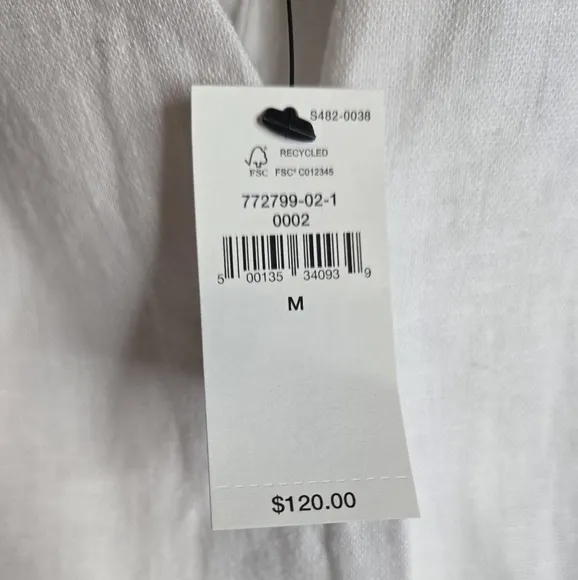 S482-0038
RECYCLED
FSC FSC® C012345
772799-02-1
0002
5 00135 34093 9
M
$120.00